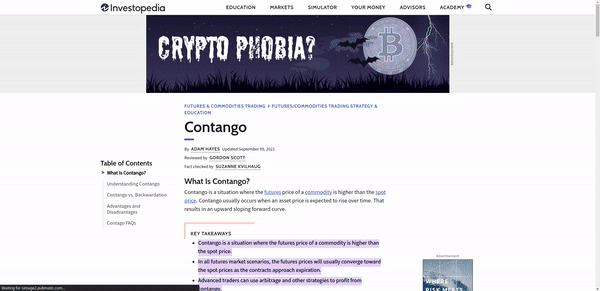 Investopedia
EDUCATION MARKETS SIMULATOR YOUR MONEY ADVISORS ACADEMY
CRYPTO PHOBIA?
Advertisement
FUTURES & COMMODITIES TRADING > FUTURES/COMMODITIES TRADING STRATEGY &
EDUCATION
Contango
By ADAM HAYES Updated September 09, 2021
Reviewed by GORDON SCOTT
Fact checked by SUZANNE KVILHAUG
Table of Contents
What Is Contango?
Understanding Contango
Contango vs. Backwardation
Advantages and
Disadvantages
Contago FAQs
What Is Contango?
Contango is a situation where the futures price of a commodity is higher than the spot
price. Contango usually occurs when an asset price is expected to rise over time. That
results in an upward sloping forward curve.
KEY TAKEAWAYS
Contango is a situation where the futures price of a commodity is higher than
the spot price.
In all futures market scenarios, the futures prices will usually converge toward
the spot prices as the contracts approach expiration.
Advanced traders can use arbitrage and other strategies to profit from
contango.
Advertisement
WHERE
RISK MEETS
Waiting for simage2.pubmatic.com...